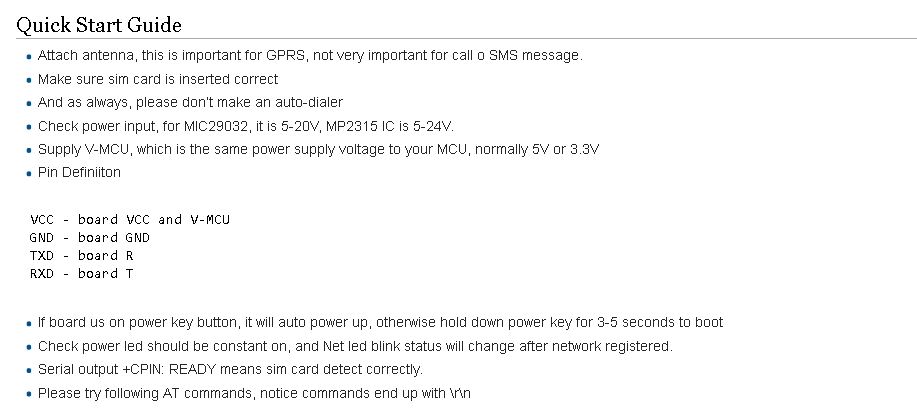 Quick Start Guide
Attach antenna, this is important for GPRS, not very important for call o SMS message.
Make sure sim card is inserted correct
And as always, please don't make an auto-dialer
Check power input, for MIC29032, it is 5-20V, MP2315 IC is 5-24V.
Supply V-MCU, which is the same power supply voltage to your MCU, normally 5V or 3.3V
Pin Definiiton
VCC - board VCC and V-MCU
GND - board GND
TXD - board R
RXD - board T
If board us on power key button, it will auto power up, otherwise hold down power key for 3-5 seconds to boot
Check power led should be constant on, and Net led blink status will change after network registered.
Serial output +CPIN: READY means sim card detect correctly.
Please try following AT commands, notice commands end up with \r\n